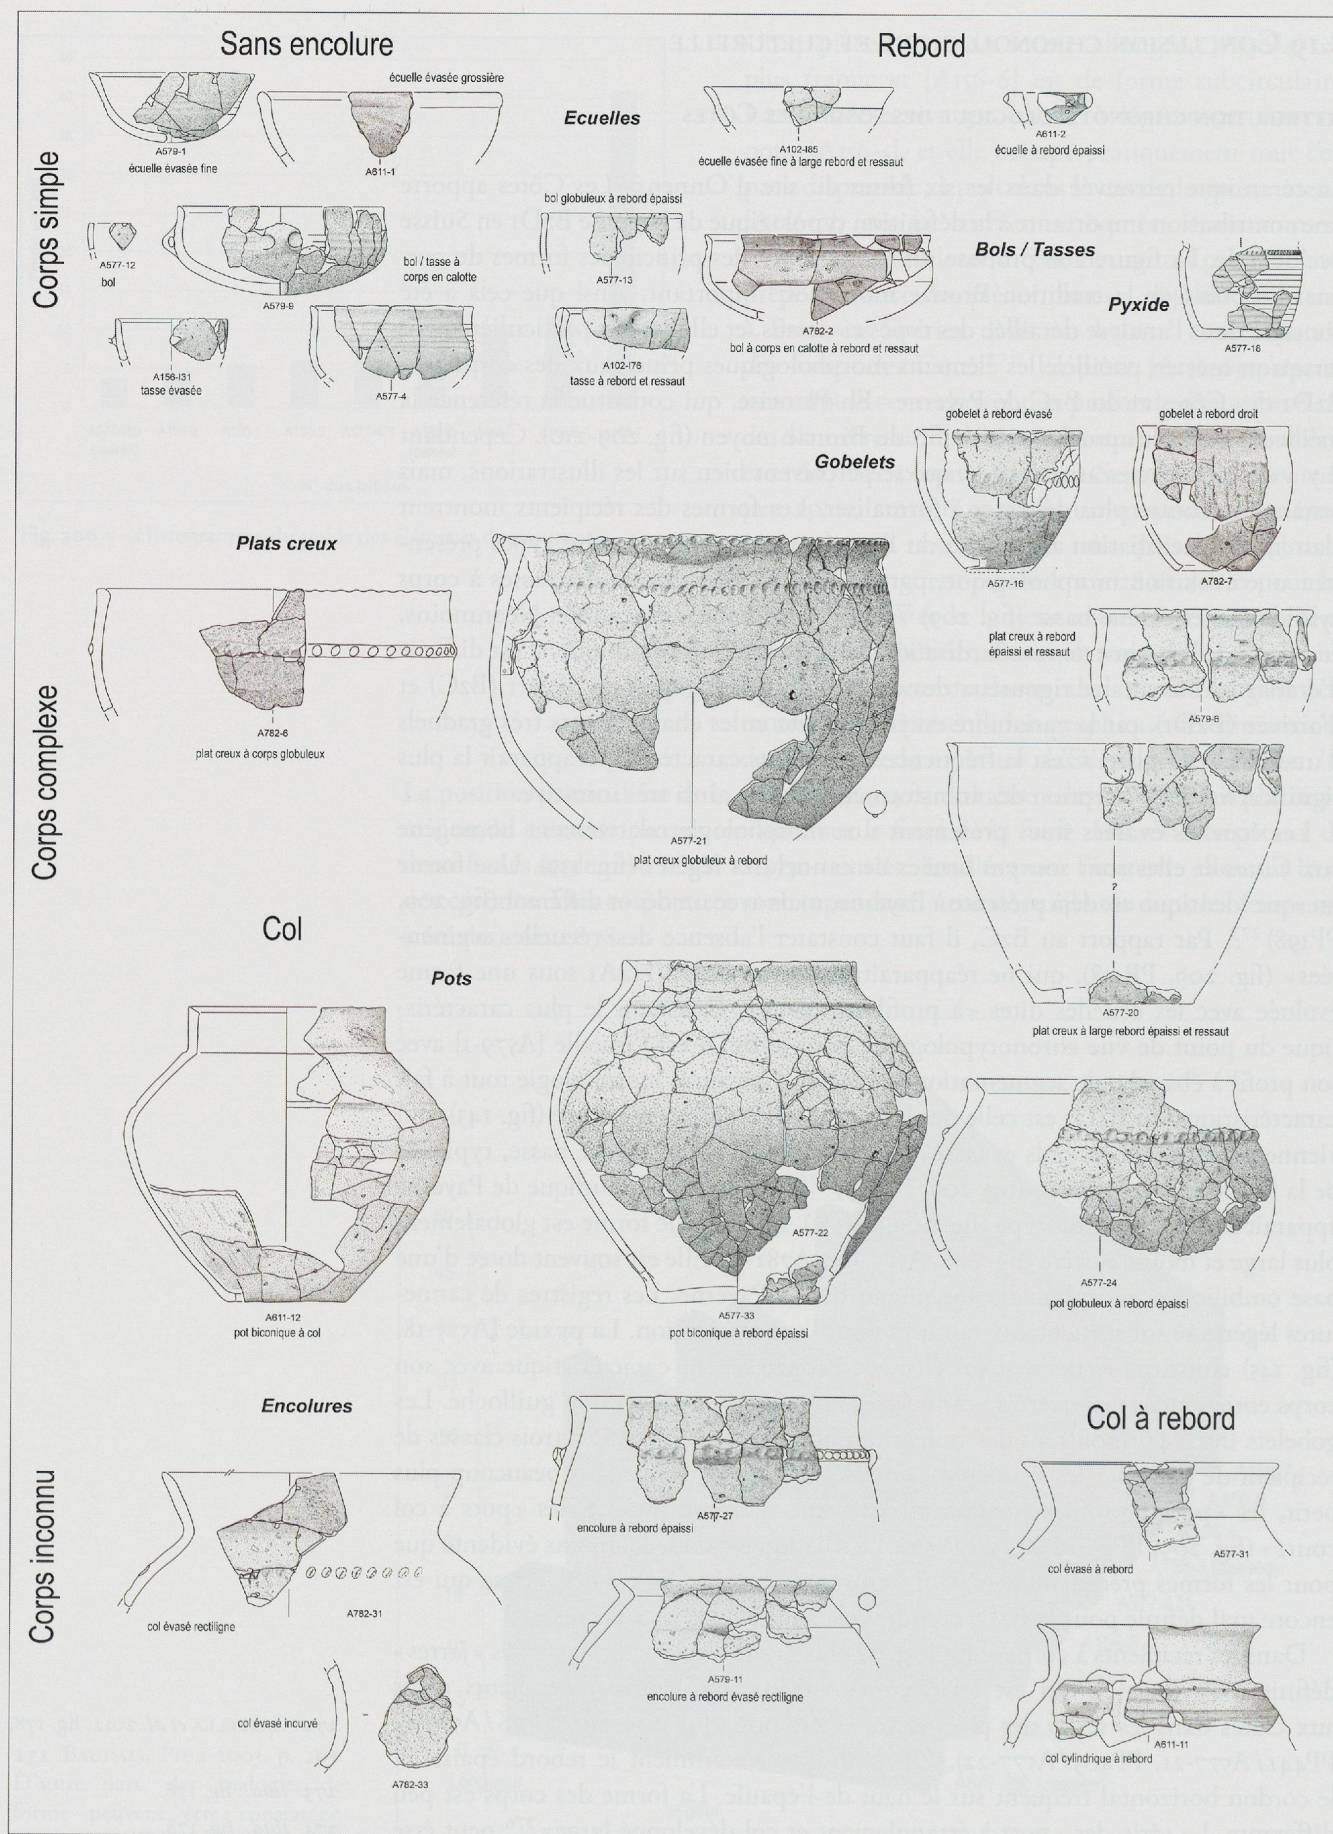 Sans encolure
Rebord
Corps simple
A579-1
écuelle évasée fine
écuelle évasée grossière
A611-1
Ecuelles
A102-I85
écuelle évasée fine à large rebord et ressaut
A611-2
écuelle à rebord épaissi
A577-12
bol
A579-9
bol / tasse à
corps en calotte
bol globuleux à rebord épaissi
A577-13
A782-2
bol à corps en calotte à rebord et ressaut
Bols / Tasses
Pyxide
A577-16
A156-I31
tasse évasée
A577-4
A102-I76
tasse à rebord et ressaut
Corps complexe
Gobelets
gobelet à rebord évasé
A577-16
gobelet à rebord droit
A782-7
Plats creux
A782-6
plat creux à corps globuleux
A577-21
plat creux globuleux à rebord
plat creux à rebord
épaissi et ressaut
A579-8
?
A577-20
plat creux à large rebord épaissi et ressaut
Col
Pots
A611-12
pot biconique à col
A577-22
A577-33
pot biconique à rebord épaissi
A577-24
pot globuleux à rebord épaissi
Corps inconnu
Encolures
Col à rebord
A782-31
col évasé rectiligne
A577-27
encolure à rebord épaissi
A577-31
col évasé à rebord
col évasé incurvé
A782-33
A579-11
encolure à rebord évasé rectiligne
A611-11
col cylindrique à rebord